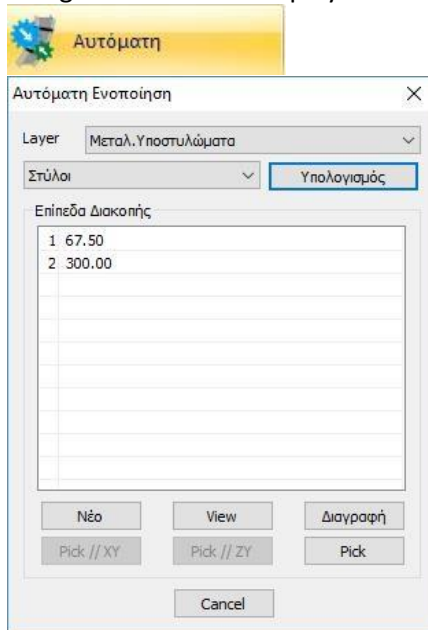 Αυτόματη
Αυτόματη Ενοποίηση
Layer Μεταλ.Υποστυλώματα
Στύλοι Υπολογισμός
Επίπεδα Διακοπής
1 67.50
2 300.00
Νέο View Διαγραφή
Pick // XY Pick // ZY Pick
Cancel